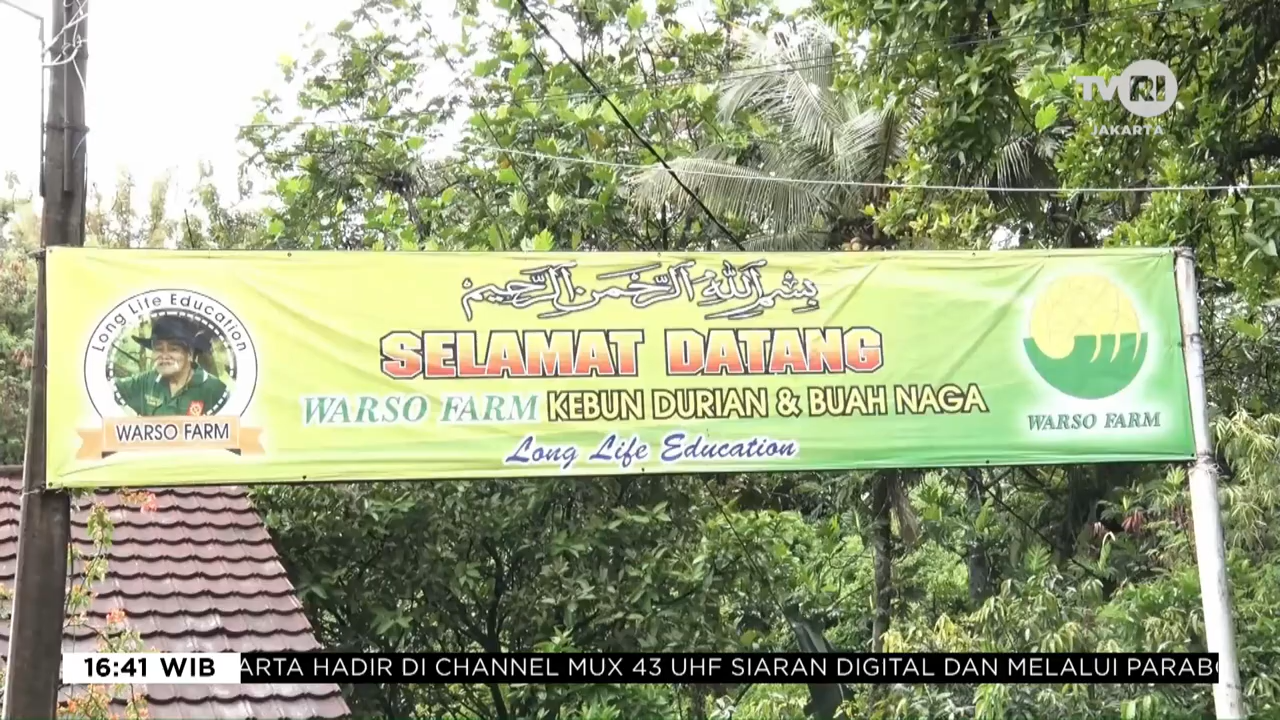 TVRI
JAKARTA
بسم الله الرحمن الرحيم
SELAMAT DATANG
WARSO FARM KEBUN DURIAN & BUAH NAGA
Long Life Education
Long Life Education
WARSO FARM
WARSO FARM
16:41 WIB ARTA HADIR DI CHANNEL MUX 43 UHF SIARAN DIGITAL DAN MELALUI PARABO